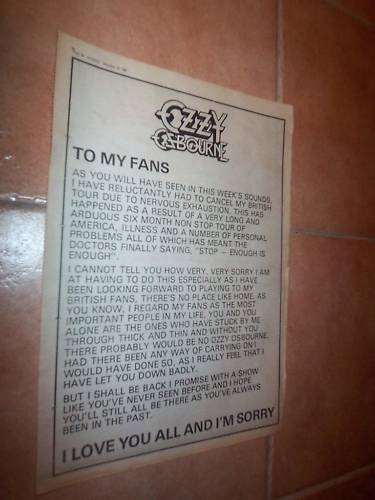 OZZY
OSBOURNE
TO MY FANS
AS YOU WILL HAVE SEEN IN THIS WEEK'S SOUNDS,
I HAVE RELUCTANTLY HAD TO CANCEL MY BRITISH
TOUR DUE TO NERVOUS EXHAUSTION. THIS HAS
HAPPENED AS A RESULT OF A VERY LONG AND
ARDUOUS SIX MONTH NON STOP TOUR OF
AMERICA, ILLNESS AND A NUMBER OF PERSONAL
PROBLEMS ALL OF WHICH HAS MEANT THE
DOCTORS FINALLY SAYING, "STOP – ENOUGH IS
ENOUGH".
I CANNOT TELL YOU HOW VERY, VERY SORRY I AM
AT HAVING TO DO THIS ESPECIALLY AS I HAVE
BEEN LOOKING FORWARD TO PLAYING TO MY
BRITISH FANS, THERE'S NO PLACE LIKE HOME. AS
YOU KNOW, I REGARD MY FANS AS THE MOST
IMPORTANT PEOPLE IN MY LIFE, YOU AND YOU
ALONE ARE THE ONES WHO HAVE STUCK BY ME
THROUGH THICK AND THIN AND WITHOUT YOU
THERE PROBABLY WOULD BE NO OZZY OSBOURNE.
HAD THERE BEEN ANY WAY OF CARRYING ON I
WOULD HAVE DONE SO, AS I REALLY FEEL THAT I
HAVE LET YOU DOWN BADLY.
BUT I SHALL BE BACK I PROMISE WITH A SHOW
LIKE YOU'VE NEVER SEEN BEFORE AND I HOPE
YOU'LL STILL ALL BE THERE AS YOU'VE ALWAYS
BEEN IN THE PAST.
I LOVE YOU ALL AND I'M SORRY